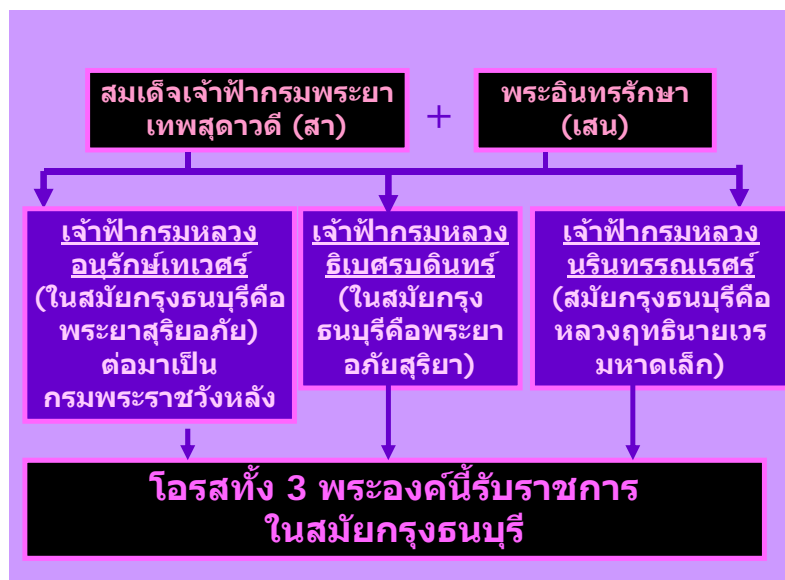 สมเด็จเจ้าฟ้ากรมพระยา
เทพสุดาวดี (สา)
+
พระอินทรรักษา
(เสน)
เจ้าฟ้ากรมหลวง
อนุรักษ์เทเวศร์
(ในสมัยกรุงธนบุรีคือ
พระยาสุริยอภัย)
ต่อมาเป็น
กรมพระราชวังหลัง
เจ้าฟ้ากรมหลวง
ธิเบศรบดินทร์
(ในสมัยกรุง
ธนบุรีคือพระยา
อภัยสุริยา)
เจ้าฟ้ากรมหลวง
นรินทรรณเรศร์
(สมัยกรุงธนบุรีคือ
หลวงฤทธินายเวร
มหาดเล็ก)
โอรสทั้ง 3 พระองค์นี้รับราชการ
ในสมัยกรุงธนบุรี